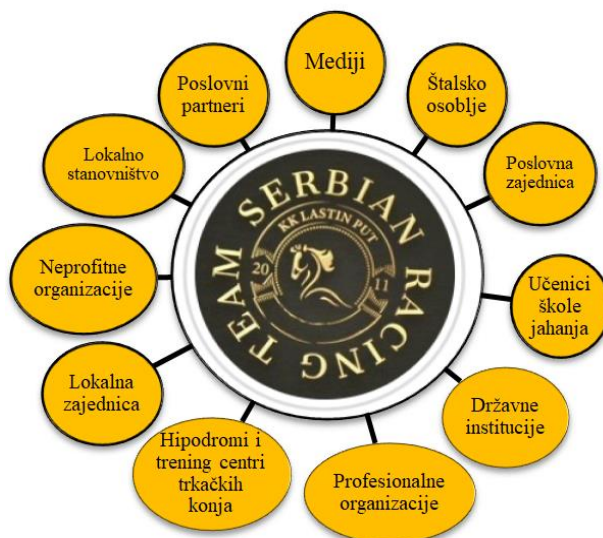 Mediji
Štalsko
osoblje
Poslovna
zajednica
Učenici
škole
jahanja
Državne
institucije
Profesionalne
organizacije
Hipodromi i
trening centri
trkačkih
konja
Lokalna
zajednica
Neprofitne
organizacije
Lokalno
stanovništvo
Poslovni
partneri
SERBIAN RACING TEAM
KK LASTIN PUT
20 11